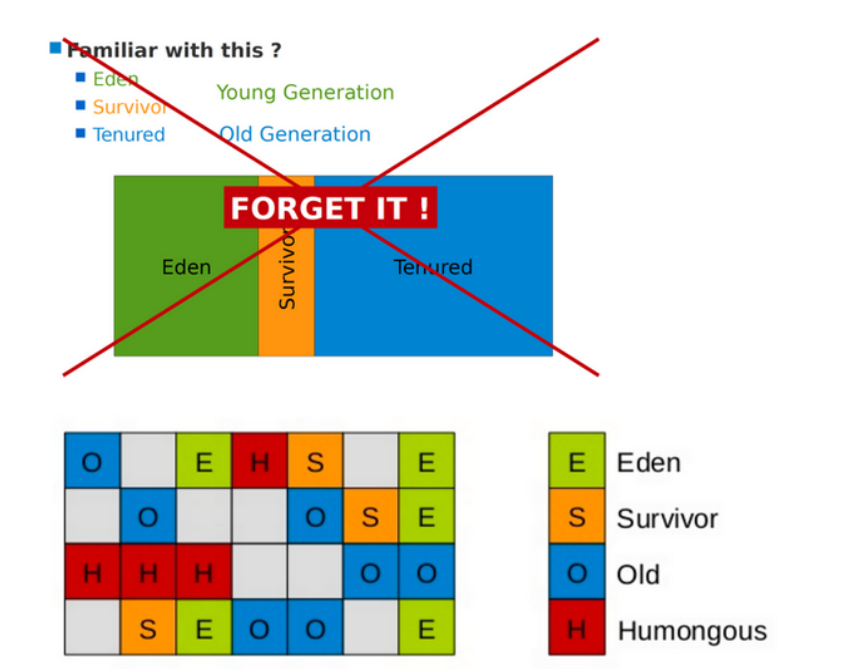 Familiar with this ?
Eden
Young Generation
Survivor
Tenured
Old Generation
FORGET IT !
Eden
Survivor
Tenured
O E H S E
E Eden
O O S E
S Survivor
H H H O O
O Old
S E O O E
H Humongous